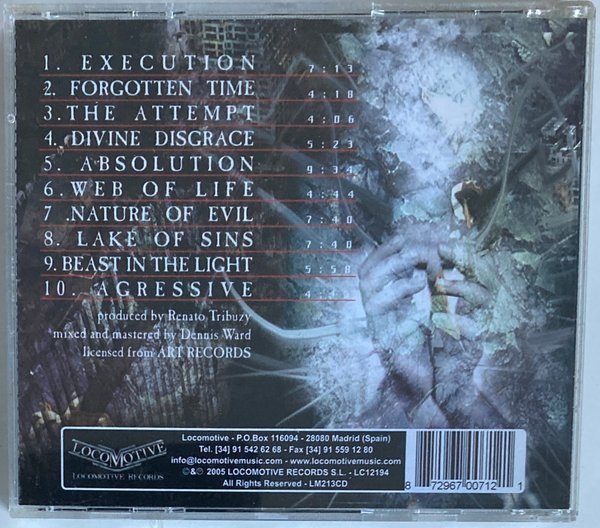 1. EXECUTION 7:13
2. FORGOTTEN TIME 4:18
3. THE ATTEMPT 4:06
4. DIVINE DISGRACE 5:23
5. ABSOLUTION 9:34
6. WEB OF LIFE 4:44
7 .NATURE OF EVIL 7:40
8. LAKE OF SINS 7:40
9. BEAST IN THE LIGHT 5:58
10. AGRESSIVE
produced by Renato Tribuzy
mixed and mastered by Dennis Ward
licensed from ART RECORDS
LOCOMOTIVE
LOCOMOTIVE RECORDS
Locomotive - P.O.Box 116094 - 28080 Madrid (Spain)
Tel. [34] 91 542 62 68 - Fax [34] 91 559 12 80
info@locomotivemusic.com - www.locomotivemusic.com
©&℗ 2005 LOCOMOTIVE RECORDS S.L. - LC12194
All Rights Reserved - LM213CD
8 72967 00712 1